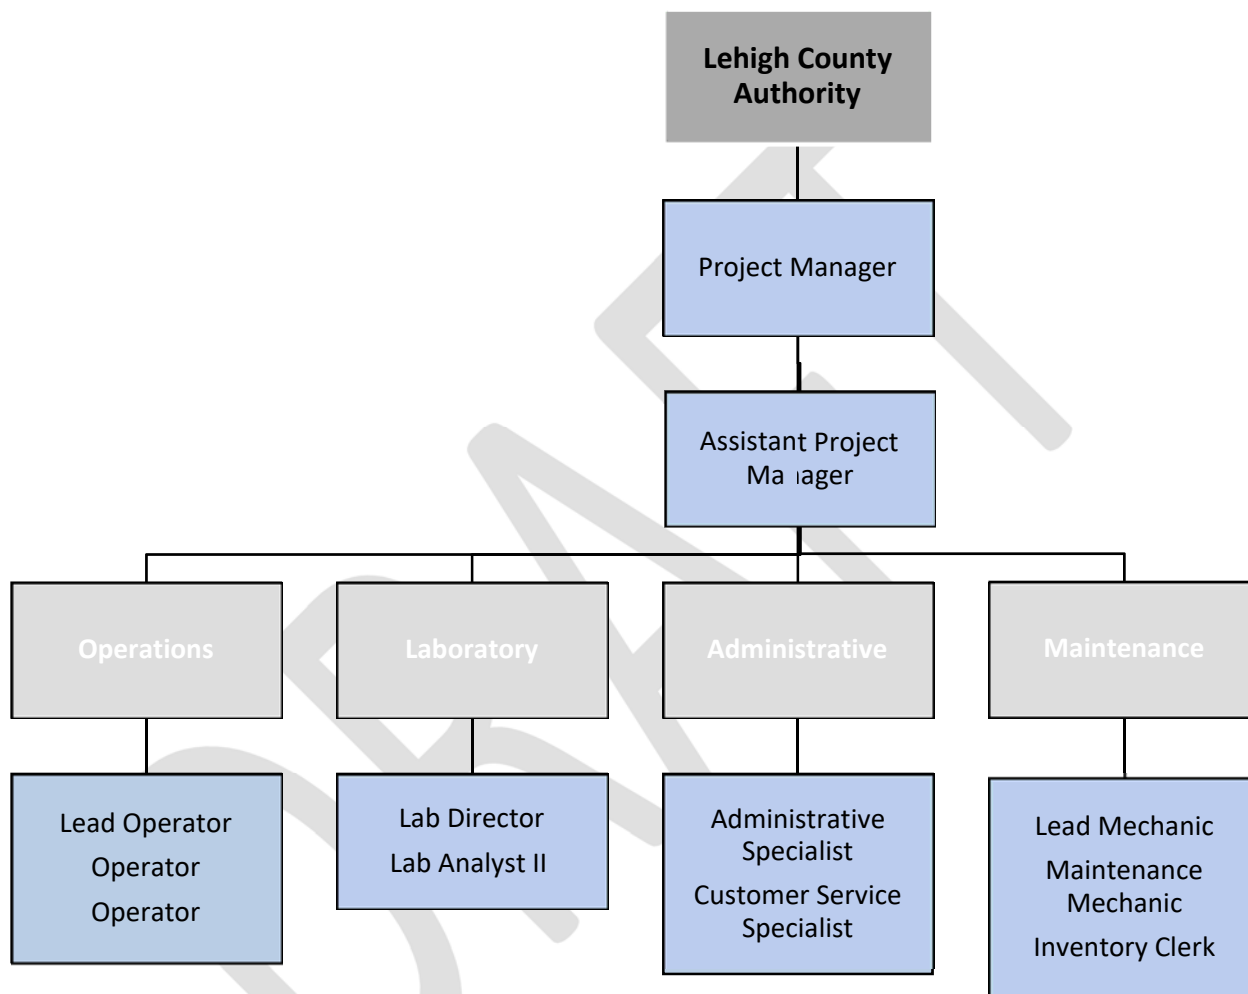 Lehigh County
Authority
Project Manager
Assistant Project
Manager
Operations
Laboratory
Administrative
Maintenance
Lead Operator
Operator
Operator
Lab Director
Lab Analyst II
Administrative
Specialist
Customer Service
Specialist
Lead Mechanic
Maintenance
Mechanic
Inventory Clerk
DRAFT